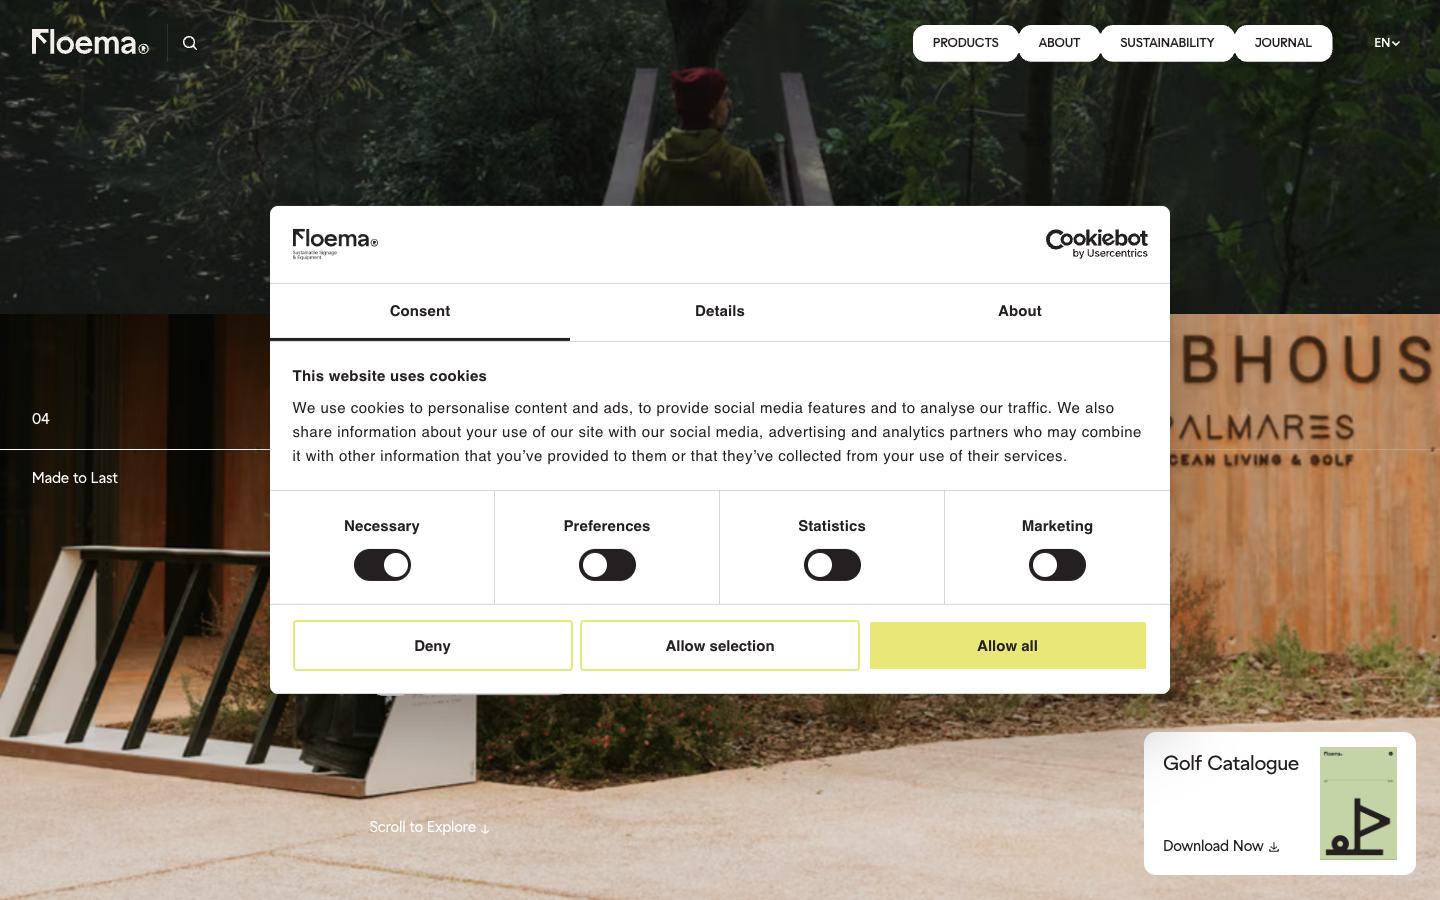 Floema®
PRODUCTS
ABOUT
SUSTAINABILITY
JOURNAL
EN
Floema®
Sustainable Signage
& Equipment
Cookiebot
by Usercentrics
Consent
Details
About
This website uses cookies
We use cookies to personalise content and ads, to provide social media features and to analyse our traffic. We also
share information about your use of our site with our social media, advertising and analytics partners who may combine
it with other information that you’ve provided to them or that they’ve collected from your use of their services.
Necessary
Preferences
Statistics
Marketing
Deny
Allow selection
Allow all
BHOUS
PALMARES
CEAN LIVING & GOLF
04
Made to Last
Scroll to Explore ↓
Golf Catalogue
Download Now
Floema.